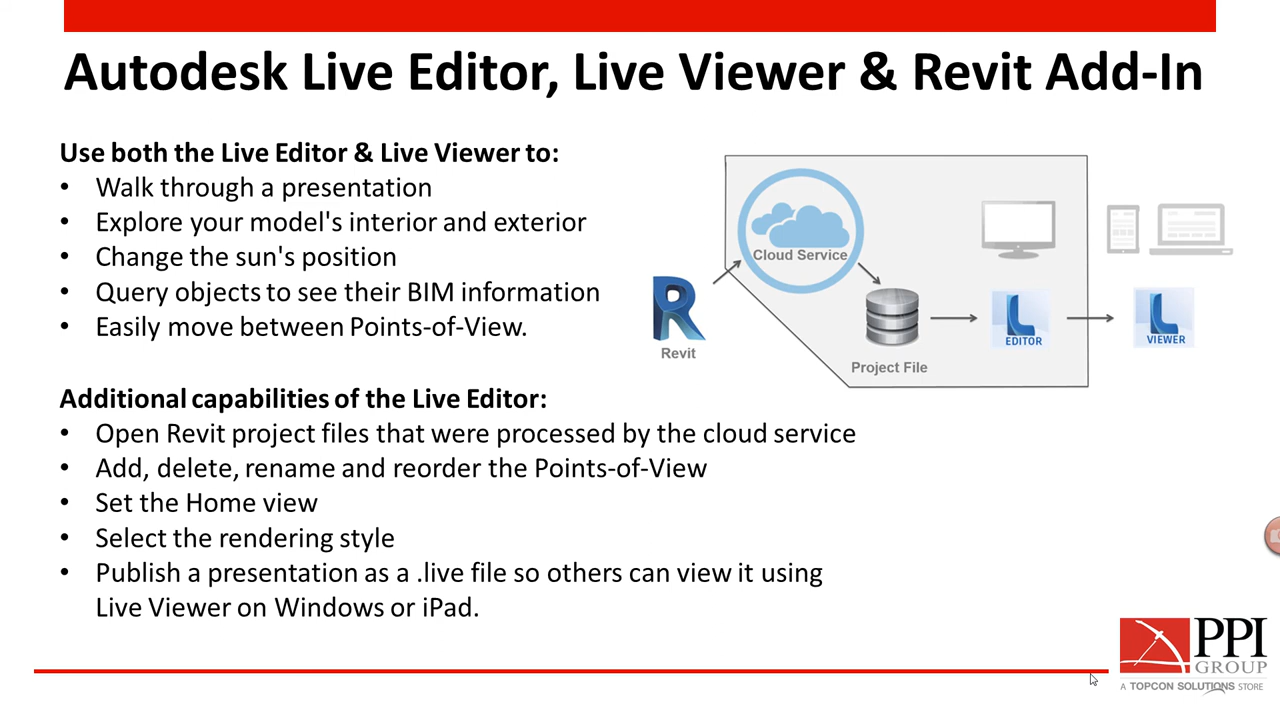 Autodesk Live Editor, Live Viewer & Revit Add-In
Use both the Live Editor & Live Viewer to:
• Walk through a presentation
• Explore your model's interior and exterior
• Change the sun's position
• Query objects to see their BIM information
• Easily move between Points-of-View.
Cloud Service
Revit
Project File
EDITOR
VIEWER
Additional capabilities of the Live Editor:
• Open Revit project files that were processed by the cloud service
• Add, delete, rename and reorder the Points-of-View
• Set the Home view
• Select the rendering style
• Publish a presentation as a .live file so others can view it using
Live Viewer on Windows or iPad.
PPI
GROUP
A TOPCON SOLUTIONS STORE